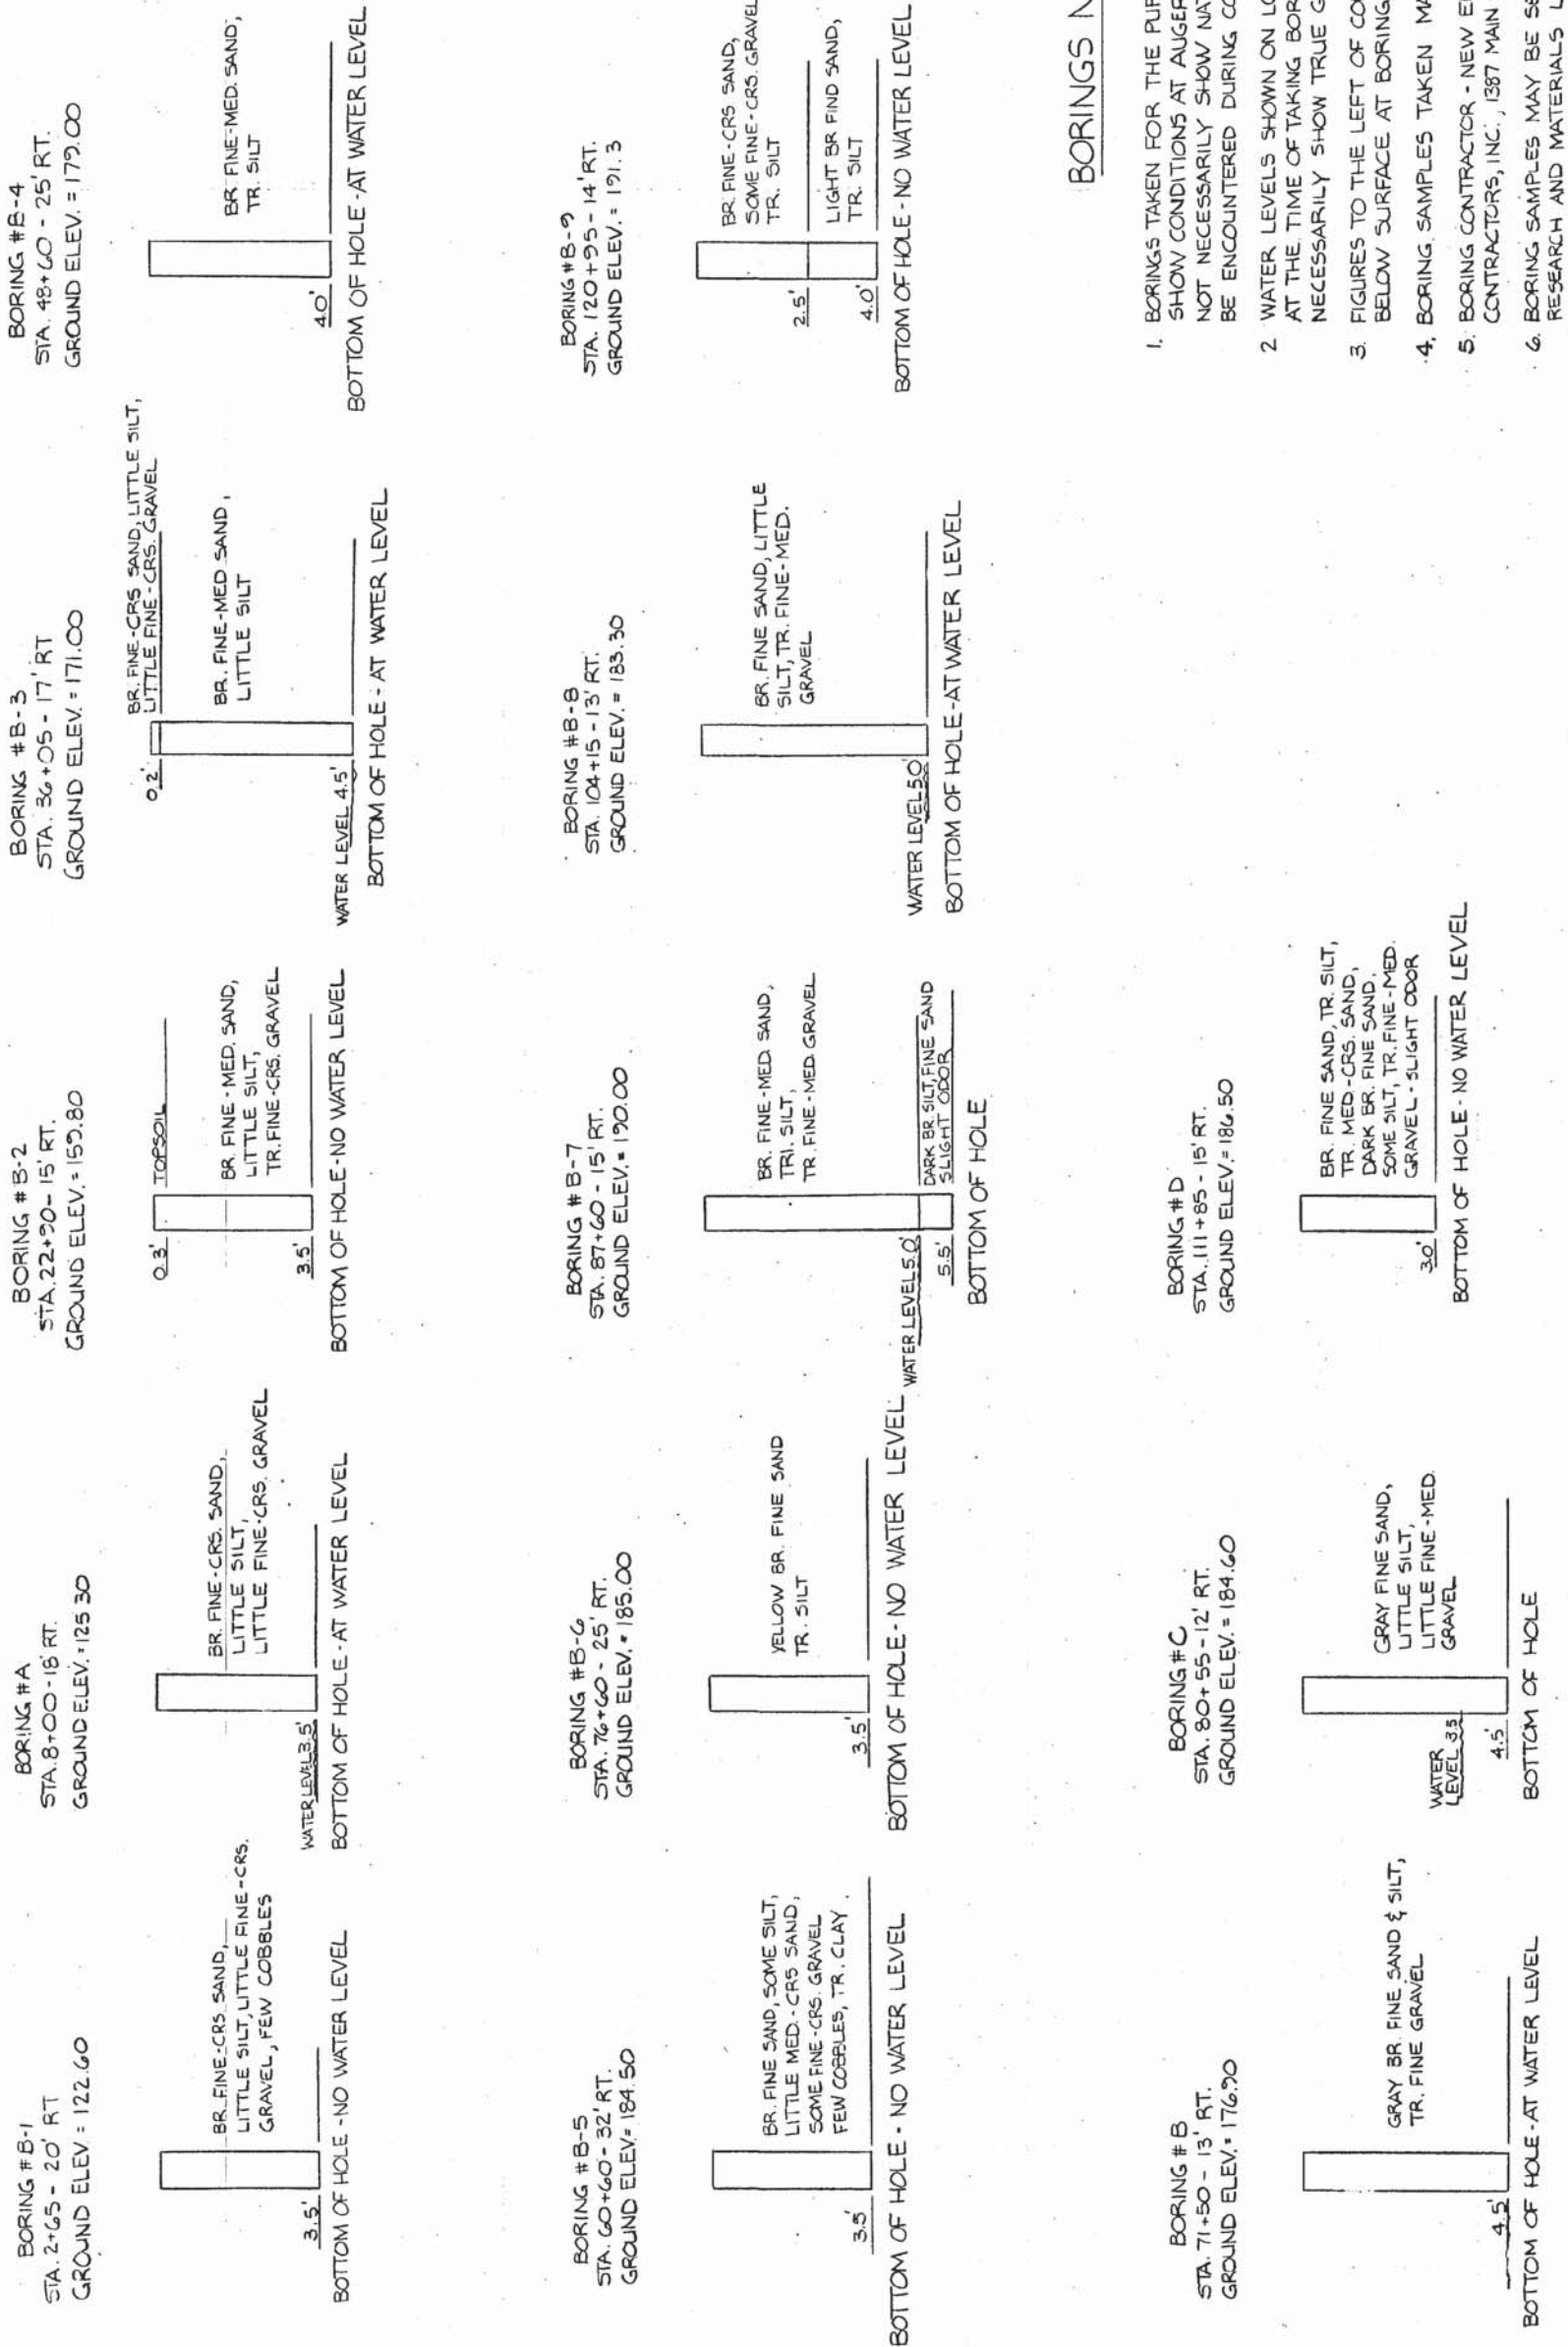 BORING #B-1
STA. 2+65 - 20' RT
GROUND ELEV = 122.60
BR. FINE-CRS SAND,
LITTLE SILT, LITTLE FINE-CRS.
GRAVEL, FEW COBBLES
3.5'
BOTTOM OF HOLE - NO WATER LEVEL
BORING #A
STA. 8+00-18' RT.
GROUND ELEV. = 125 30
BR. FINE-CRS. SAND,
LITTLE SILT,
LITTLE FINE-CRS. GRAVEL
WATER LEVEL 3.5'
BOTTOM OF HOLE - AT WATER LEVEL
BORING #B-2
STA. 22+90 - 15' RT.
GROUND ELEV. = 159.80
0.3'
TOPSOIL
BR FINE-MED. SAND,
LITTLE SILT,
TR. FINE-CRS. GRAVEL
3.5'
BOTTOM OF HOLE-NO WATER LEVEL
BORING #B-3
STA. 36+05 - 17' RT
GROUND ELEV. = 171.00
BR. FINE-CRS SAND, LITTLE SILT,
LITTLE FINE-CRS. GRAVEL
0.2'
BR. FINE-MED SAND,
LITTLE SILT
WATER LEVEL 4.5'
BOTTOM OF HOLE - AT WATER LEVEL
BORING #B-4
STA. 48+60 - 25' RT.
GROUND ELEV. = 179.00
BR FINE-MED. SAND,
TR. SILT
4.0'
BOTTOM OF HOLE - AT WATER LEVEL
BORING #B-5
STA. 60+60 - 32' RT.
GROUND ELEV. = 184.50
BR. FINE SAND, SOME SILT,
LITTLE MED.-CRS SAND,
SOME FINE-CRS. GRAVEL
FEW COBBLES, TR. CLAY.
3.5'
BOTTOM OF HOLE - NO WATER LEVEL
BORING #B-6
STA. 76+60 - 25' RT.
GROUND ELEV. = 185.00
YELLOW BR. FINE SAND
TR. SILT
3.5'
BOTTOM OF HOLE - NO WATER LEVEL
BORING #B-7
STA. 87+60 - 15' RT.
GROUND ELEV. = 190.00
BR. FINE-MED. SAND,
TRI. SILT,
TR. FINE-MED. GRAVEL
WATER LEVEL 5.0'
DARK BR. SILT, FINE SAND
SLIGHT ODOR
5.5'
BOTTOM OF HOLE
BORING #B-8
STA. 104+15 - 13' RT.
GROUND ELEV. = 183.30
BR. FINE SAND, LITTLE
SILT, TR. FINE-MED.
GRAVEL
WATER LEVEL 5.0'
BOTTOM OF HOLE-AT WATER LEVEL
BORING #B-9
STA. 120+95 - 14' RT.
GROUND ELEV. = 191.3
BR. FINE-CRS SAND,
SOME FINE-CRS. GRAVEL
TR. SILT
2.5'
LIGHT BR FIND SAND,
TR. SILT
4.0'
BOTTOM OF HOLE - NO WATER LEVEL
BORING #B
STA. 71+50 - 13' RT.
GROUND ELEV. = 176.90
GRAY BR. FINE SAND & SILT,
TR. FINE GRAVEL
4.5'
BOTTOM OF HOLE-AT WATER LEVEL
BORING #C
STA. 80+55-12' RT.
GROUND ELEV. = 184.60
GRAY FINE SAND,
LITTLE SILT,
LITTLE FINE-MED.
GRAVEL
WATER
LEVEL 3.5
4.5'
BOTTOM OF HOLE
BORING #D
STA. 111+85 - 15' RT.
GROUND ELEV. = 186.50
BR. FINE SAND, TR. SILT,
TR. MED.-CRS. SAND,
DARK BR. FINE SAND.
SOME SILT, TR. FINE-MED.
GRAVEL - SLIGHT ODOR
3.0'
BOTTOM OF HOLE - NO WATER LEVEL
BORINGS N
1. BORINGS TAKEN FOR THE PUR
SHOW CONDITIONS AT AUGER
NOT NECESSARILY SHOW NAT
BE ENCOUNTERED DURING CO
2 WATER LEVELS SHOWN ON LO
AT THE TIME OF TAKING BOR
NECESSARILY SHOW TRUE G
3. FIGURES TO THE LEFT OF CO
BELOW SURFACE AT BORING
4. BORING SAMPLES TAKEN MA
5. BORING CONTRACTOR - NEW E
CONTRACTORS, INC., 1387 MAIN
6. BORING SAMPLES MAY BE SE
RESEARCH AND MATERIALS L